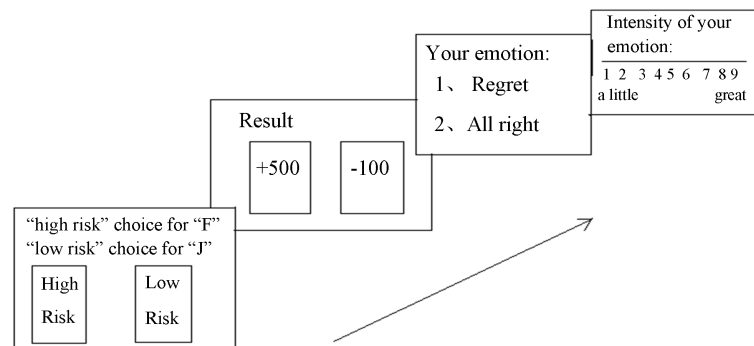 “high risk” choice for “F”
“low risk” choice for “J”
High
Risk
Low
Risk
Result
+500
-100
Your emotion:
1、 Regret
2、 All right
Intensity of your
emotion:
1 2 3 4 5 6 7 8 9
a little great